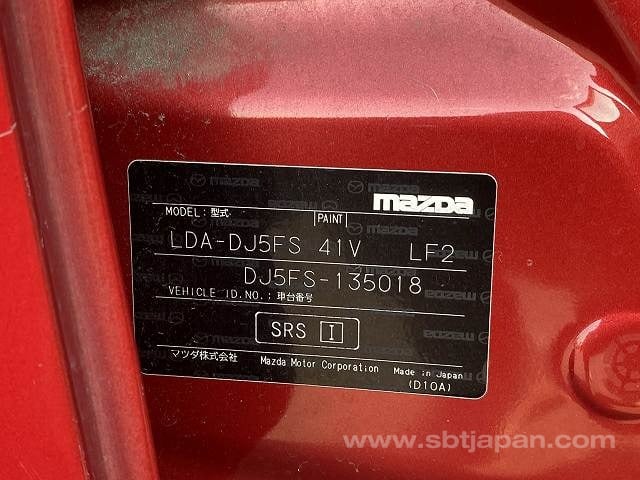 mazda
MODEL : 型式 PAINT
LDA-DJ5FS 41V LF2
DJ5FS-135018
VEHICLE ID.NO. : 車台番号
SRS I
マツダ株式会社 Mazda Motor Corporation Made in Japan
(D10A)
www.sbtjapan.com